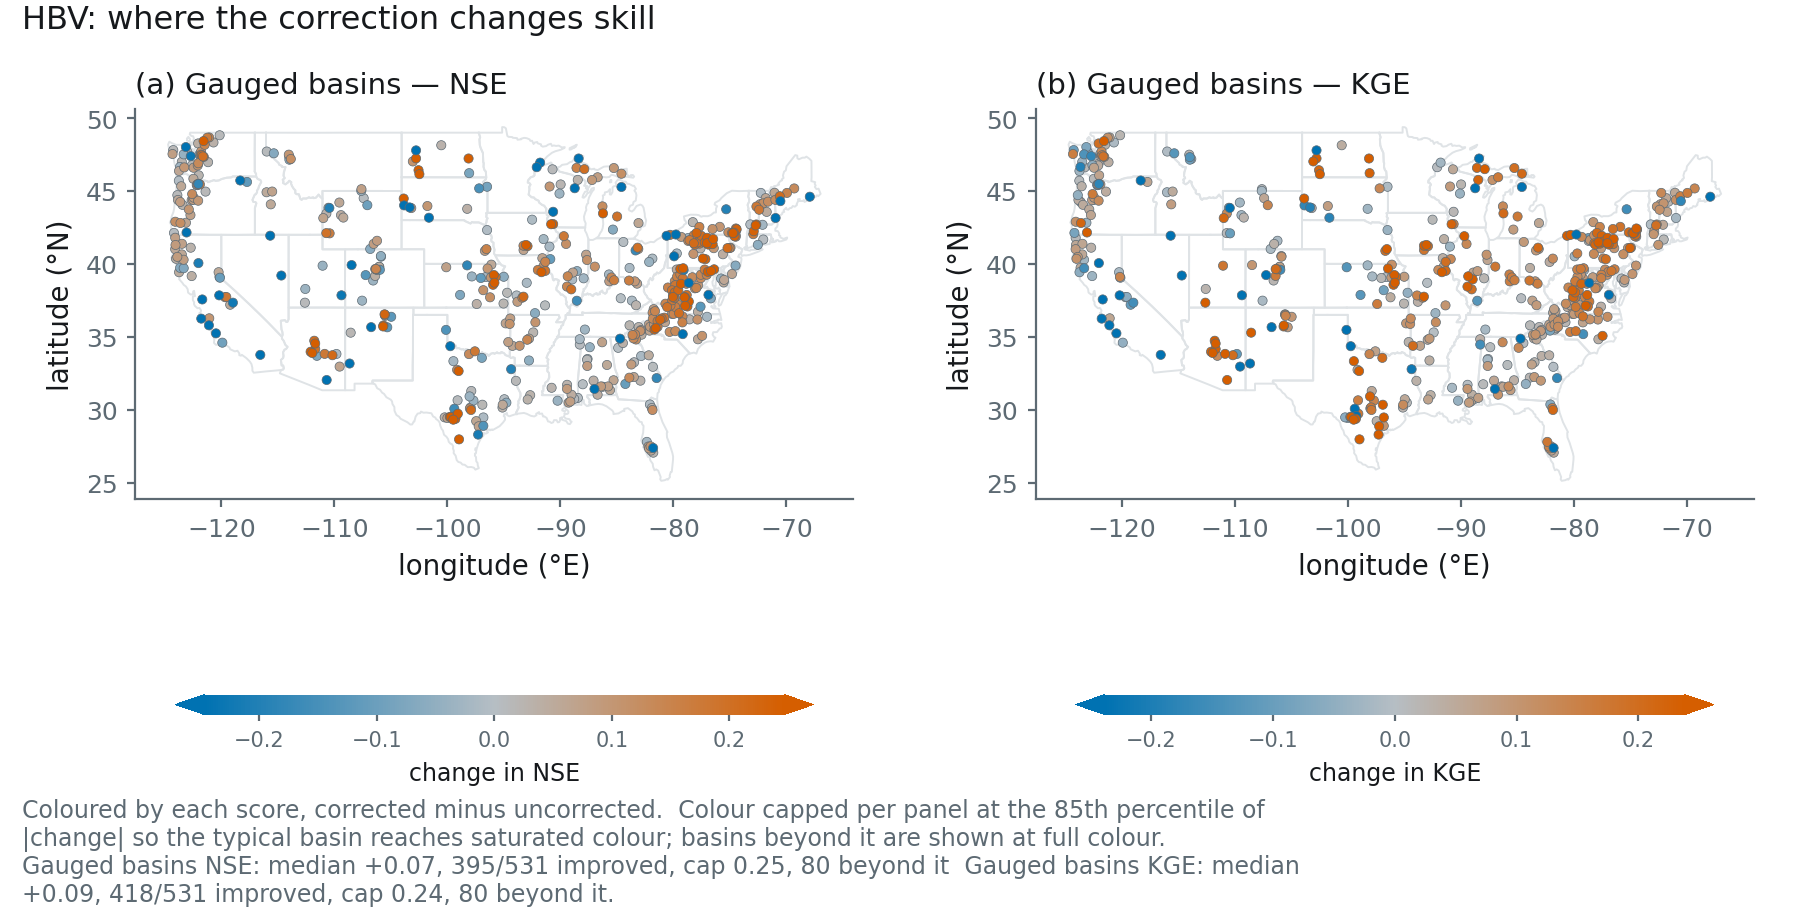 HBV: where the correction changes skill
(a) Gauged basins — NSE
50
45
40
35
30
25
latitude (°N)
−120 −110 −100 −90 −80 −70
longitude (°E)
−0.2 −0.1 0.0 0.1 0.2
change in NSE
(b) Gauged basins — KGE
50
45
40
35
30
25
latitude (°N)
−120 −110 −100 −90 −80 −70
longitude (°E)
−0.2 −0.1 0.0 0.1 0.2
change in KGE
Coloured by each score, corrected minus uncorrected.  Colour capped per panel at the 85th percentile of
|change| so the typical basin reaches saturated colour; basins beyond it are shown at full colour.
Gauged basins NSE: median +0.07, 395/531 improved, cap 0.25, 80 beyond it  Gauged basins KGE: median
+0.09, 418/531 improved, cap 0.24, 80 beyond it.